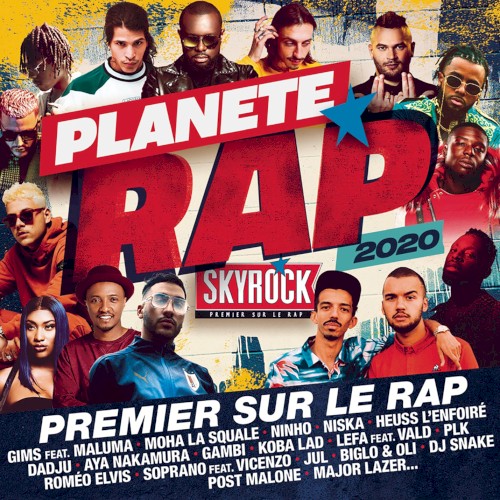 PLANETE
RAP
2020
SKYROCK
PREMIER SUR LE RAP
PREMIER SUR LE RAP
GIMS FEAT. MALUMA · MOHA LA SQUALE · NINHO · NISKA · HEUSS L'ENFOIRÉ
DADJU · AYA NAKAMURA · GAMBI · KOBA LAD · LEFA FEAT. VALD · PLK
ROMÉO ELVIS · SOPRANO FEAT. VICENZO · JUL · BIGLO & OLI · DJ SNAKE
POST MALONE · MAJOR LAZER...